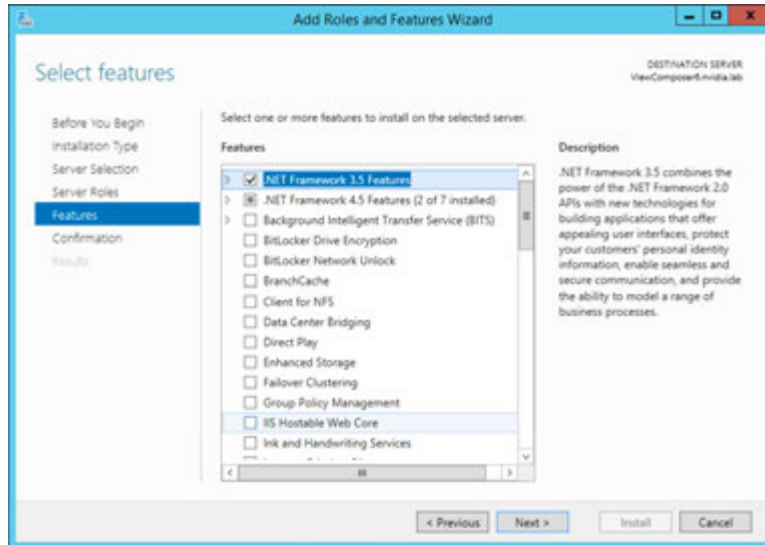 Add Roles and Features Wizard
Select features
DESTINATION SERVER
ViewComposer6.nvidia.lab
Before You Begin
Installation Type
Server Selection
Server Roles
Features
Confirmation
Results
Select one or more features to install on the selected server.
Features
.NET Framework 3.5 Features
.NET Framework 4.5 Features (2 of 7 installed)
Background Intelligent Transfer Service (BITS)
BitLocker Drive Encryption
BitLocker Network Unlock
BranchCache
Client for NFS
Data Center Bridging
Direct Play
Enhanced Storage
Failover Clustering
Group Policy Management
IIS Hostable Web Core
Ink and Handwriting Services
Description
.NET Framework 3.5 combines the
power of the .NET Framework 2.0
APIs with new technologies for
building applications that offer
appealing user interfaces, protect
your customers' personal identity
information, enable seamless and
secure communication, and provide
the ability to model a range of
business processes.
< Previous
Next >
Install
Cancel